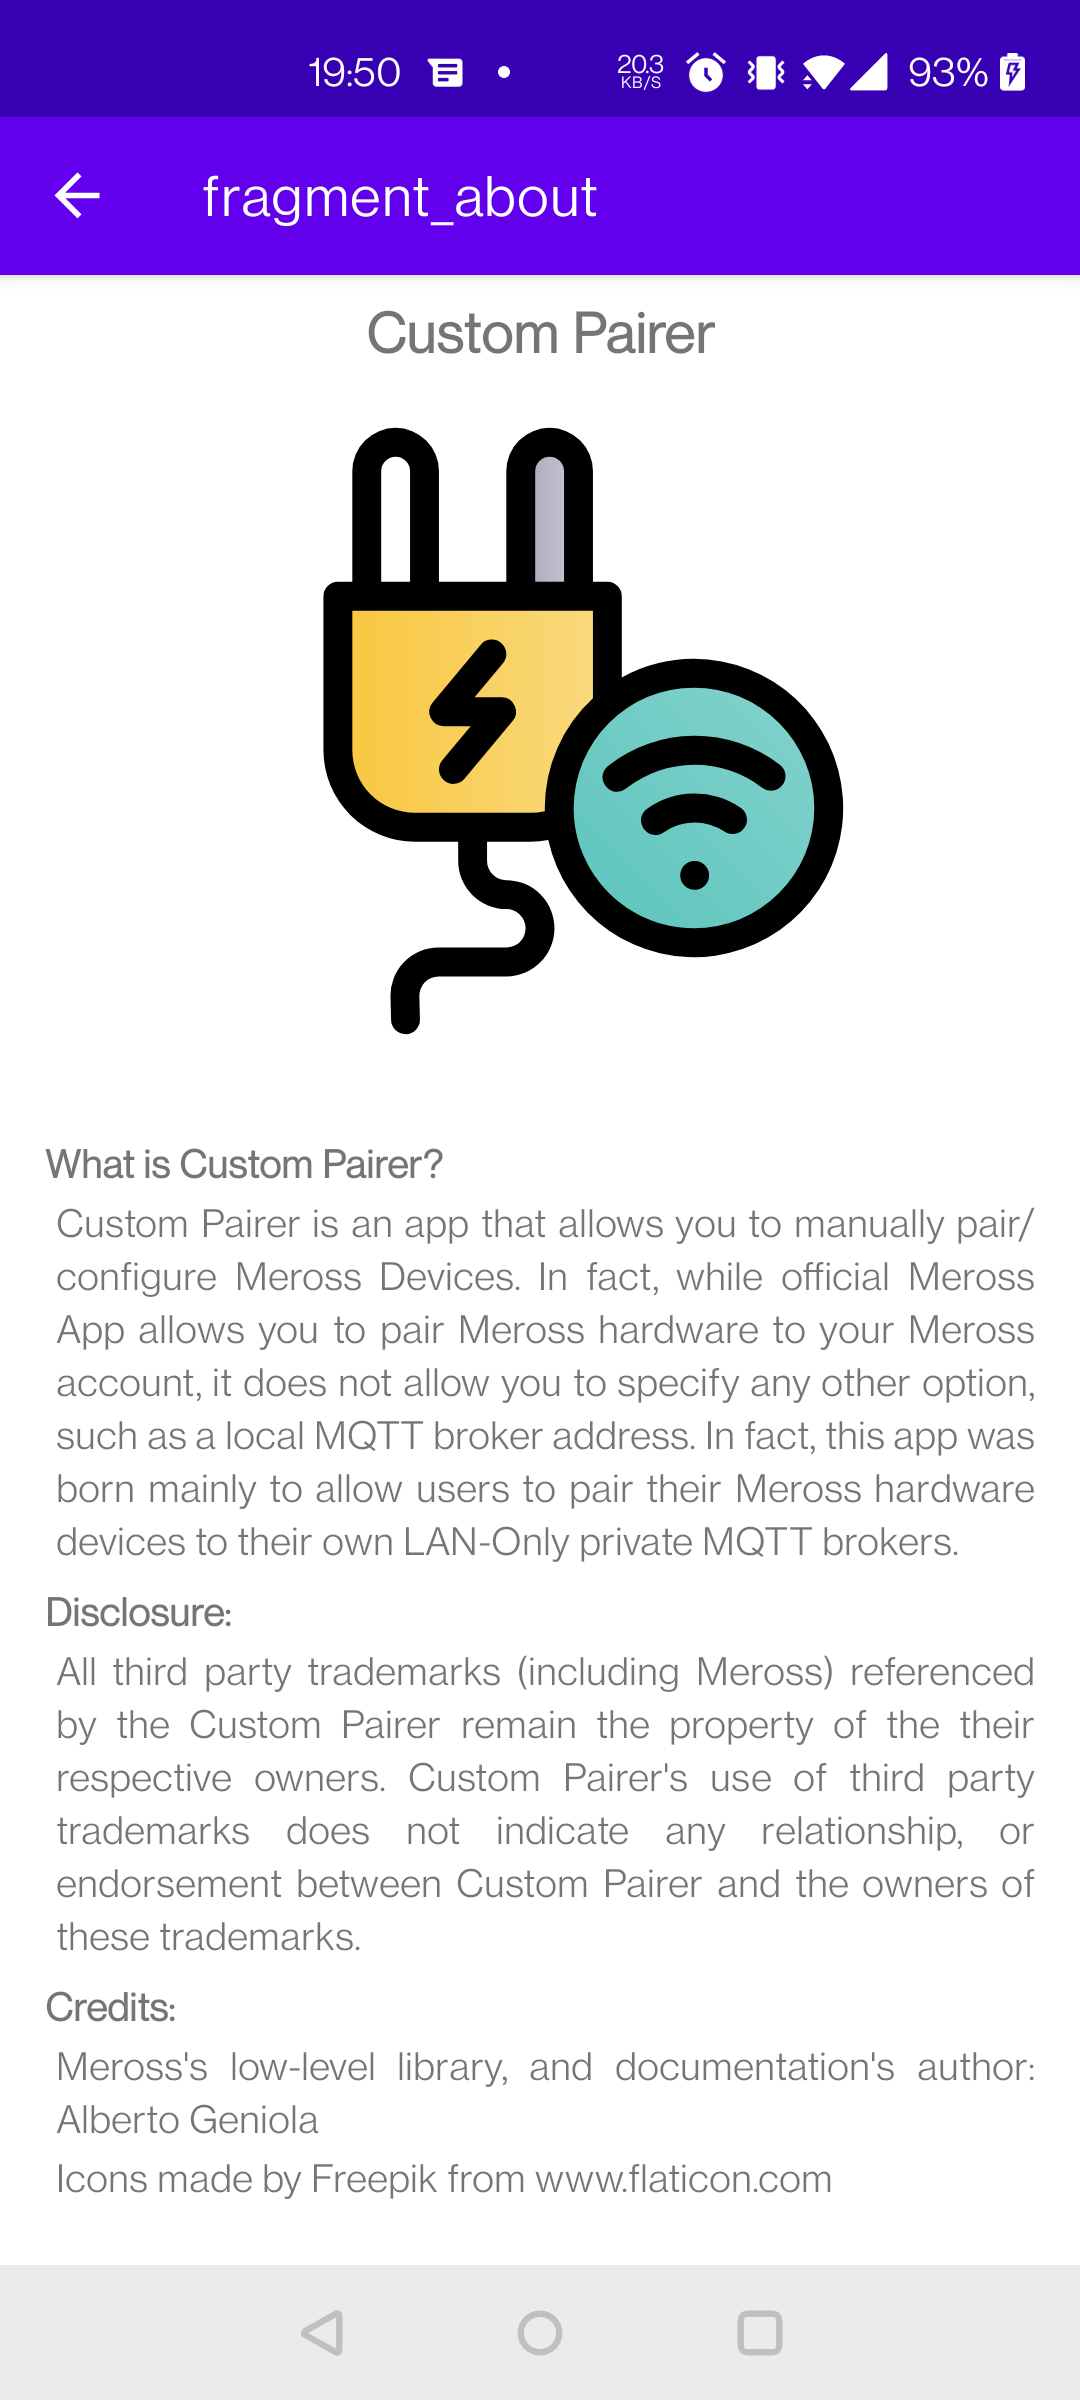 19:50 20.3 KB/S 93%
fragment_about
Custom Pairer
What is Custom Pairer?
Custom Pairer is an app that allows you to manually pair/
configure Meross Devices. In fact, while official Meross
App allows you to pair Meross hardware to your Meross
account, it does not allow you to specify any other option,
such as a local MQTT broker address. In fact, this app was
born mainly to allow users to pair their Meross hardware
devices to their own LAN-Only private MQTT brokers.
Disclosure:
All third party trademarks (including Meross) referenced
by the Custom Pairer remain the property of the their
respective owners. Custom Pairer's use of third party
trademarks does not indicate any relationship, or
endorsement between Custom Pairer and the owners of
these trademarks.
Credits:
Meross's low-level library, and documentation's author:
Alberto Geniola
Icons made by Freepik from www.flaticon.com